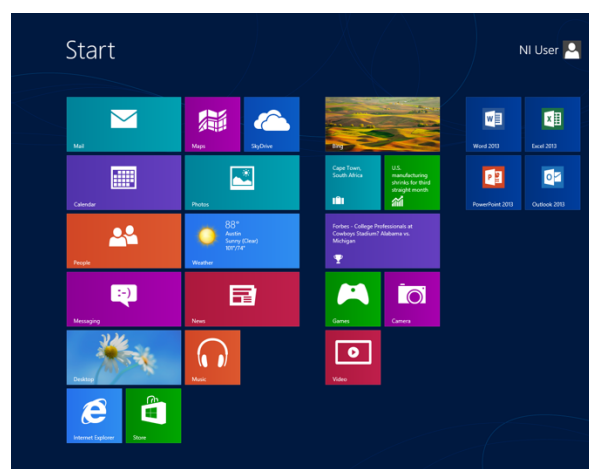 Start
NI User
Mail
Maps
SkyDrive
Bing
Word 2013
Excel 2013
Calendar
Photos
Cape Town,
South Africa
U.S.
manufacturing
shrinks for third
straight month
PowerPoint 2013
Outlook 2013
People
88°
Austin
Sunny (Clear)
101°/74°
Weather
Forbes - College Professionals at
Cowboys Stadium? Alabama vs.
Michigan
Messaging
News
Games
Camera
Desktop
Music
Video
Internet Explorer
Store